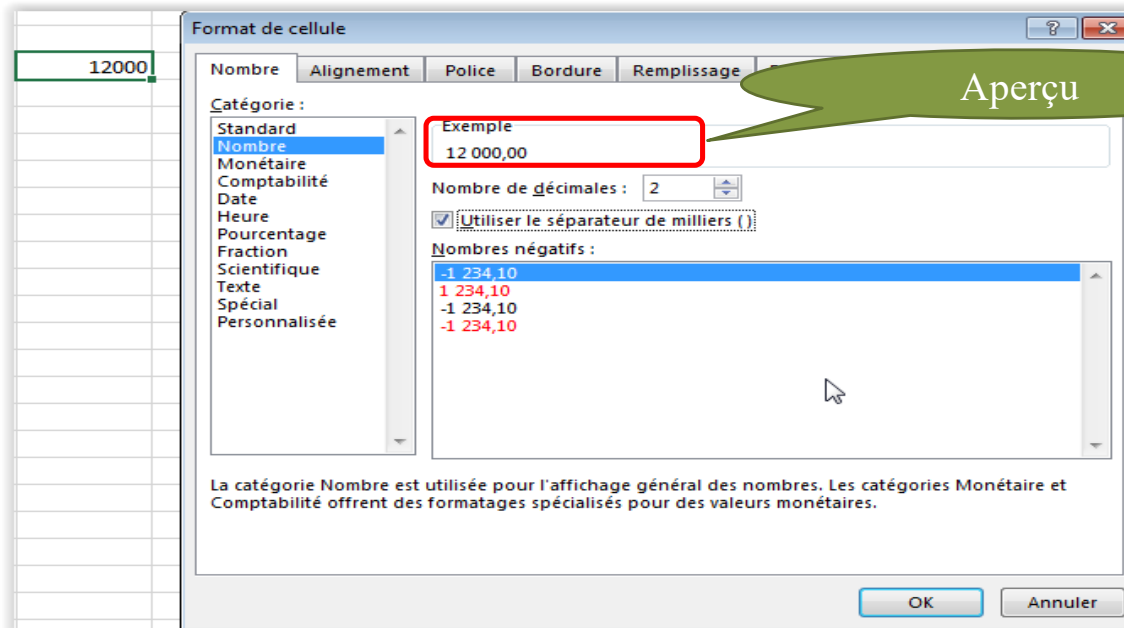 Format de cellule
12000
Nombre Alignement Police Bordure Remplissage
Aperçu
Catégorie :
Standard
Nombre
Monétaire
Comptabilité
Date
Heure
Pourcentage
Fraction
Scientifique
Texte
Spécial
Personnalisée
Exemple
12 000,00
Nombre de décimales : 2
Utiliser le séparateur de milliers ( )
Nombres négatifs :
-1 234,10
1 234,10
-1 234,10
-1 234,10
La catégorie Nombre est utilisée pour l'affichage général des nombres. Les catégories Monétaire et
Comptabilité offrent des formatages spécialisés pour des valeurs monétaires.
OK Annuler